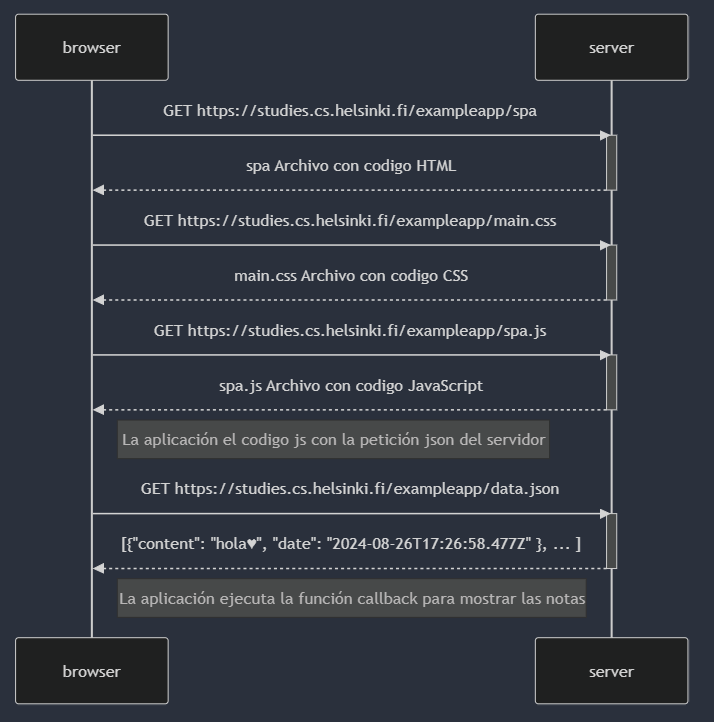 browser
server
GET https://studies.cs.helsinki.fi/exampleapp/spa
spa Archivo con codigo HTML
GET https://studies.cs.helsinki.fi/exampleapp/main.css
main.css Archivo con codigo CSS
GET https://studies.cs.helsinki.fi/exampleapp/spa.js
spa.js Archivo con codigo JavaScript
La aplicación el codigo js con la petición json del servidor
GET https://studies.cs.helsinki.fi/exampleapp/data.json
[{"content": "hola♥", "date": "2024-08-26T17:26:58.477Z" }, ... ]
La aplicación ejecuta la función callback para mostrar las notas
browser
server